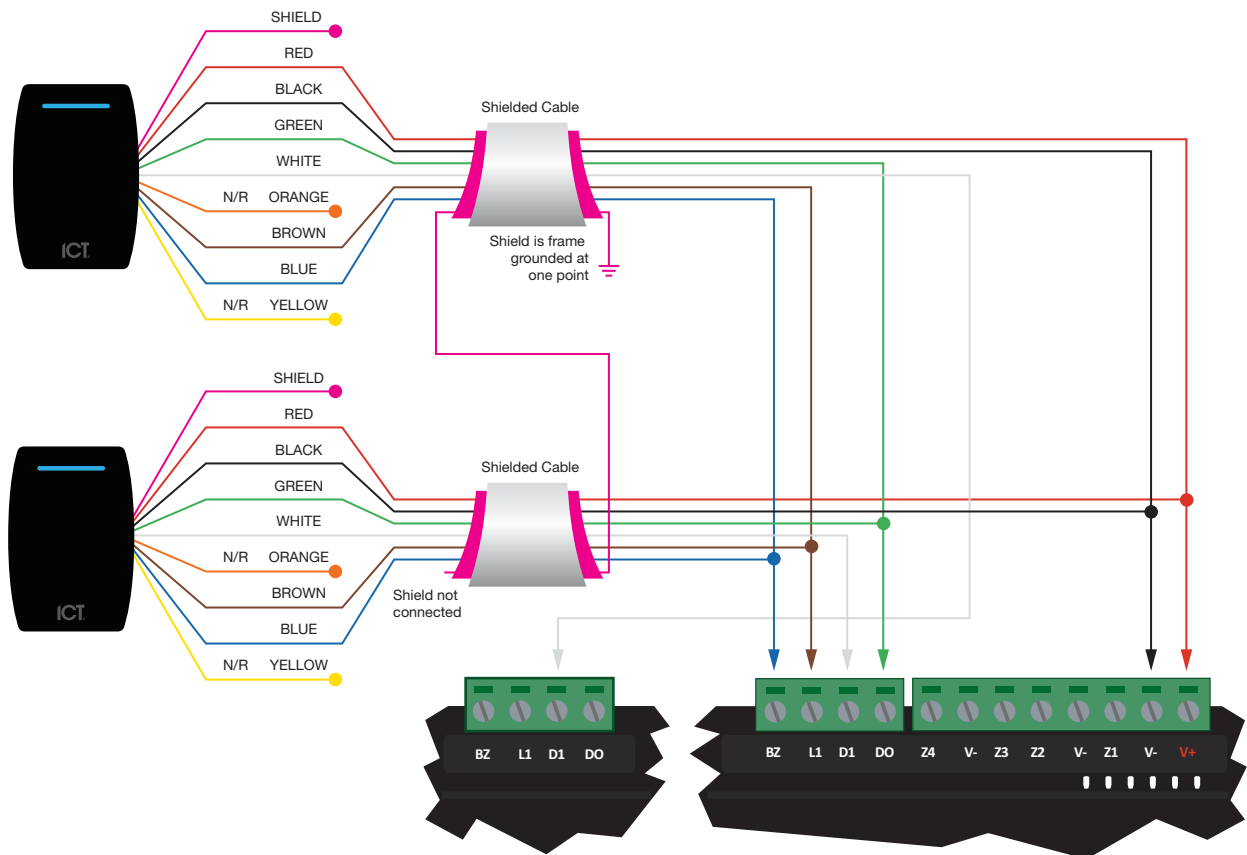 SHIELD
RED
BLACK
GREEN
WHITE
N/R ORANGE
BROWN
BLUE
N/R YELLOW
ICT
Shielded Cable
Shield is frame
grounded at
one point
SHIELD
RED
BLACK
GREEN
WHITE
N/R ORANGE
BROWN
BLUE
N/R YELLOW
ICT
Shielded Cable
Shield not
connected
BZ L1 D1 DO
BZ L1 D1 DO Z4 V- Z3 Z2 V- Z1 V- V+